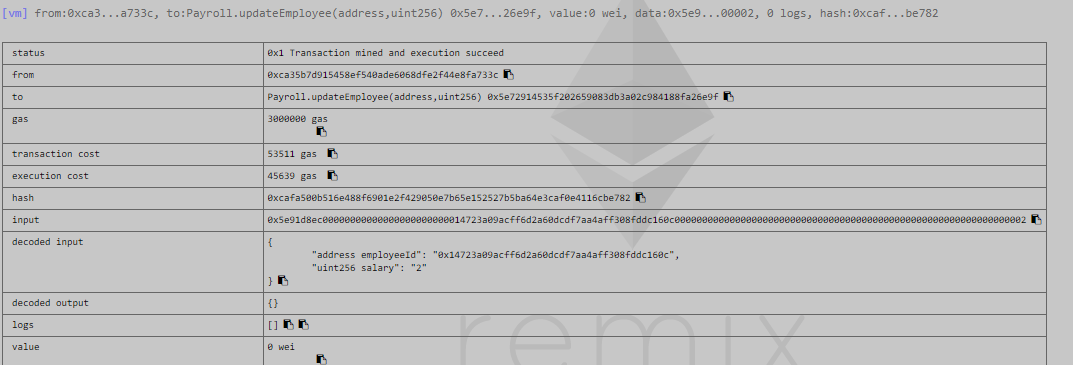 [vm] from:0xca3...a733c, to:Payroll.updateEmployee(address,uint256) 0x5e7...26e9f, value:0 wei, data:0x5e9...00002, 0 logs, hash:0xcaf...be782
status 0x1 Transaction mined and execution succeed
from 0xca35b7d915458ef540ade6068dfe2f44e8fa733c
to Payroll.updateEmployee(address,uint256) 0x5e72914535f202659083db3a02c984188fa26e9f
gas 3000000 gas
transaction cost 53511 gas
execution cost 45639 gas
hash 0xcafa500b516e488f6901e2f429050e7b65e152527b5ba64e3caf0e4116cbe782
input 0x5e91d8ec00000000000000000000000014723a09acff6d2a60dcdf7aa4aff308fddc160c0000000000000000000000000000000000000000000000000000000000000002
decoded input {
"address employeeId": "0x14723a09acff6d2a60dcdf7aa4aff308fddc160c",
"uint256 salary": "2"
}
decoded output {}
logs []
value 0 wei
remix